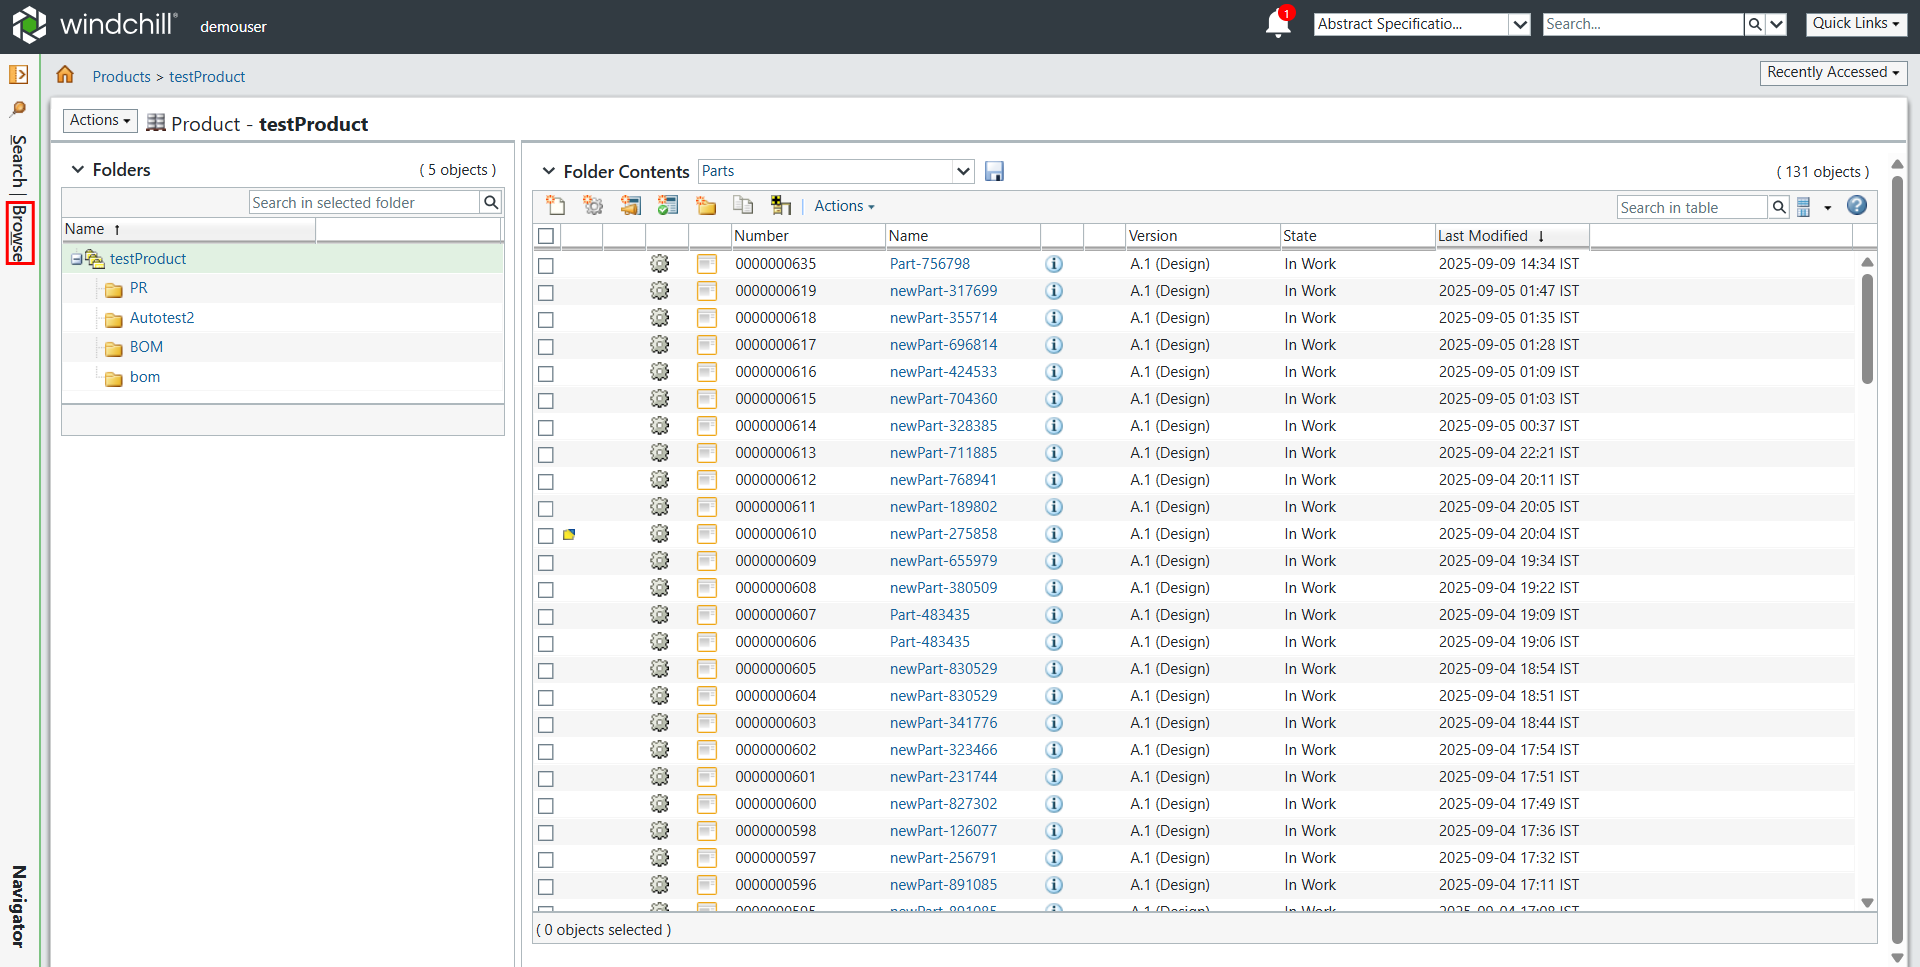 windchill® demouser 1 Abstract Specificatio... Search... Quick Links
Products > testProduct Recently Accessed
Search
Browse
Navigator
Actions Product - testProduct
Folders ( 5 objects )
Search in selected folder
Name ↑
testProduct
PR
Autotest2
BOM
bom
Folder Contents Parts ( 131 objects )
Actions Search in table
Number Name Version State Last Modified ↓
0000000635 Part-756798 A.1 (Design) In Work 2025-09-09 14:34 IST
0000000619 newPart-317699 A.1 (Design) In Work 2025-09-05 01:47 IST
0000000618 newPart-355714 A.1 (Design) In Work 2025-09-05 01:35 IST
0000000617 newPart-696814 A.1 (Design) In Work 2025-09-05 01:28 IST
0000000616 newPart-424533 A.1 (Design) In Work 2025-09-05 01:09 IST
0000000615 newPart-704360 A.1 (Design) In Work 2025-09-05 01:03 IST
0000000614 newPart-328385 A.1 (Design) In Work 2025-09-05 00:37 IST
0000000613 newPart-711885 A.1 (Design) In Work 2025-09-04 22:21 IST
0000000612 newPart-768941 A.1 (Design) In Work 2025-09-04 20:11 IST
0000000611 newPart-189802 A.1 (Design) In Work 2025-09-04 20:05 IST
0000000610 newPart-275858 A.1 (Design) In Work 2025-09-04 20:04 IST
0000000609 newPart-655979 A.1 (Design) In Work 2025-09-04 19:34 IST
0000000608 newPart-380509 A.1 (Design) In Work 2025-09-04 19:22 IST
0000000607 Part-483435 A.1 (Design) In Work 2025-09-04 19:09 IST
0000000606 Part-483435 A.1 (Design) In Work 2025-09-04 19:06 IST
0000000605 newPart-830529 A.1 (Design) In Work 2025-09-04 18:54 IST
0000000604 newPart-830529 A.1 (Design) In Work 2025-09-04 18:51 IST
0000000603 newPart-341776 A.1 (Design) In Work 2025-09-04 18:44 IST
0000000602 newPart-323466 A.1 (Design) In Work 2025-09-04 17:54 IST
0000000601 newPart-231744 A.1 (Design) In Work 2025-09-04 17:51 IST
0000000600 newPart-827302 A.1 (Design) In Work 2025-09-04 17:49 IST
0000000598 newPart-126077 A.1 (Design) In Work 2025-09-04 17:36 IST
0000000597 newPart-256791 A.1 (Design) In Work 2025-09-04 17:32 IST
0000000596 newPart-891085 A.1 (Design) In Work 2025-09-04 17:11 IST
0000000595 newPart-891085 A.1 (Design) In Work 2025-09-04 17:08 IST
( 0 objects selected )